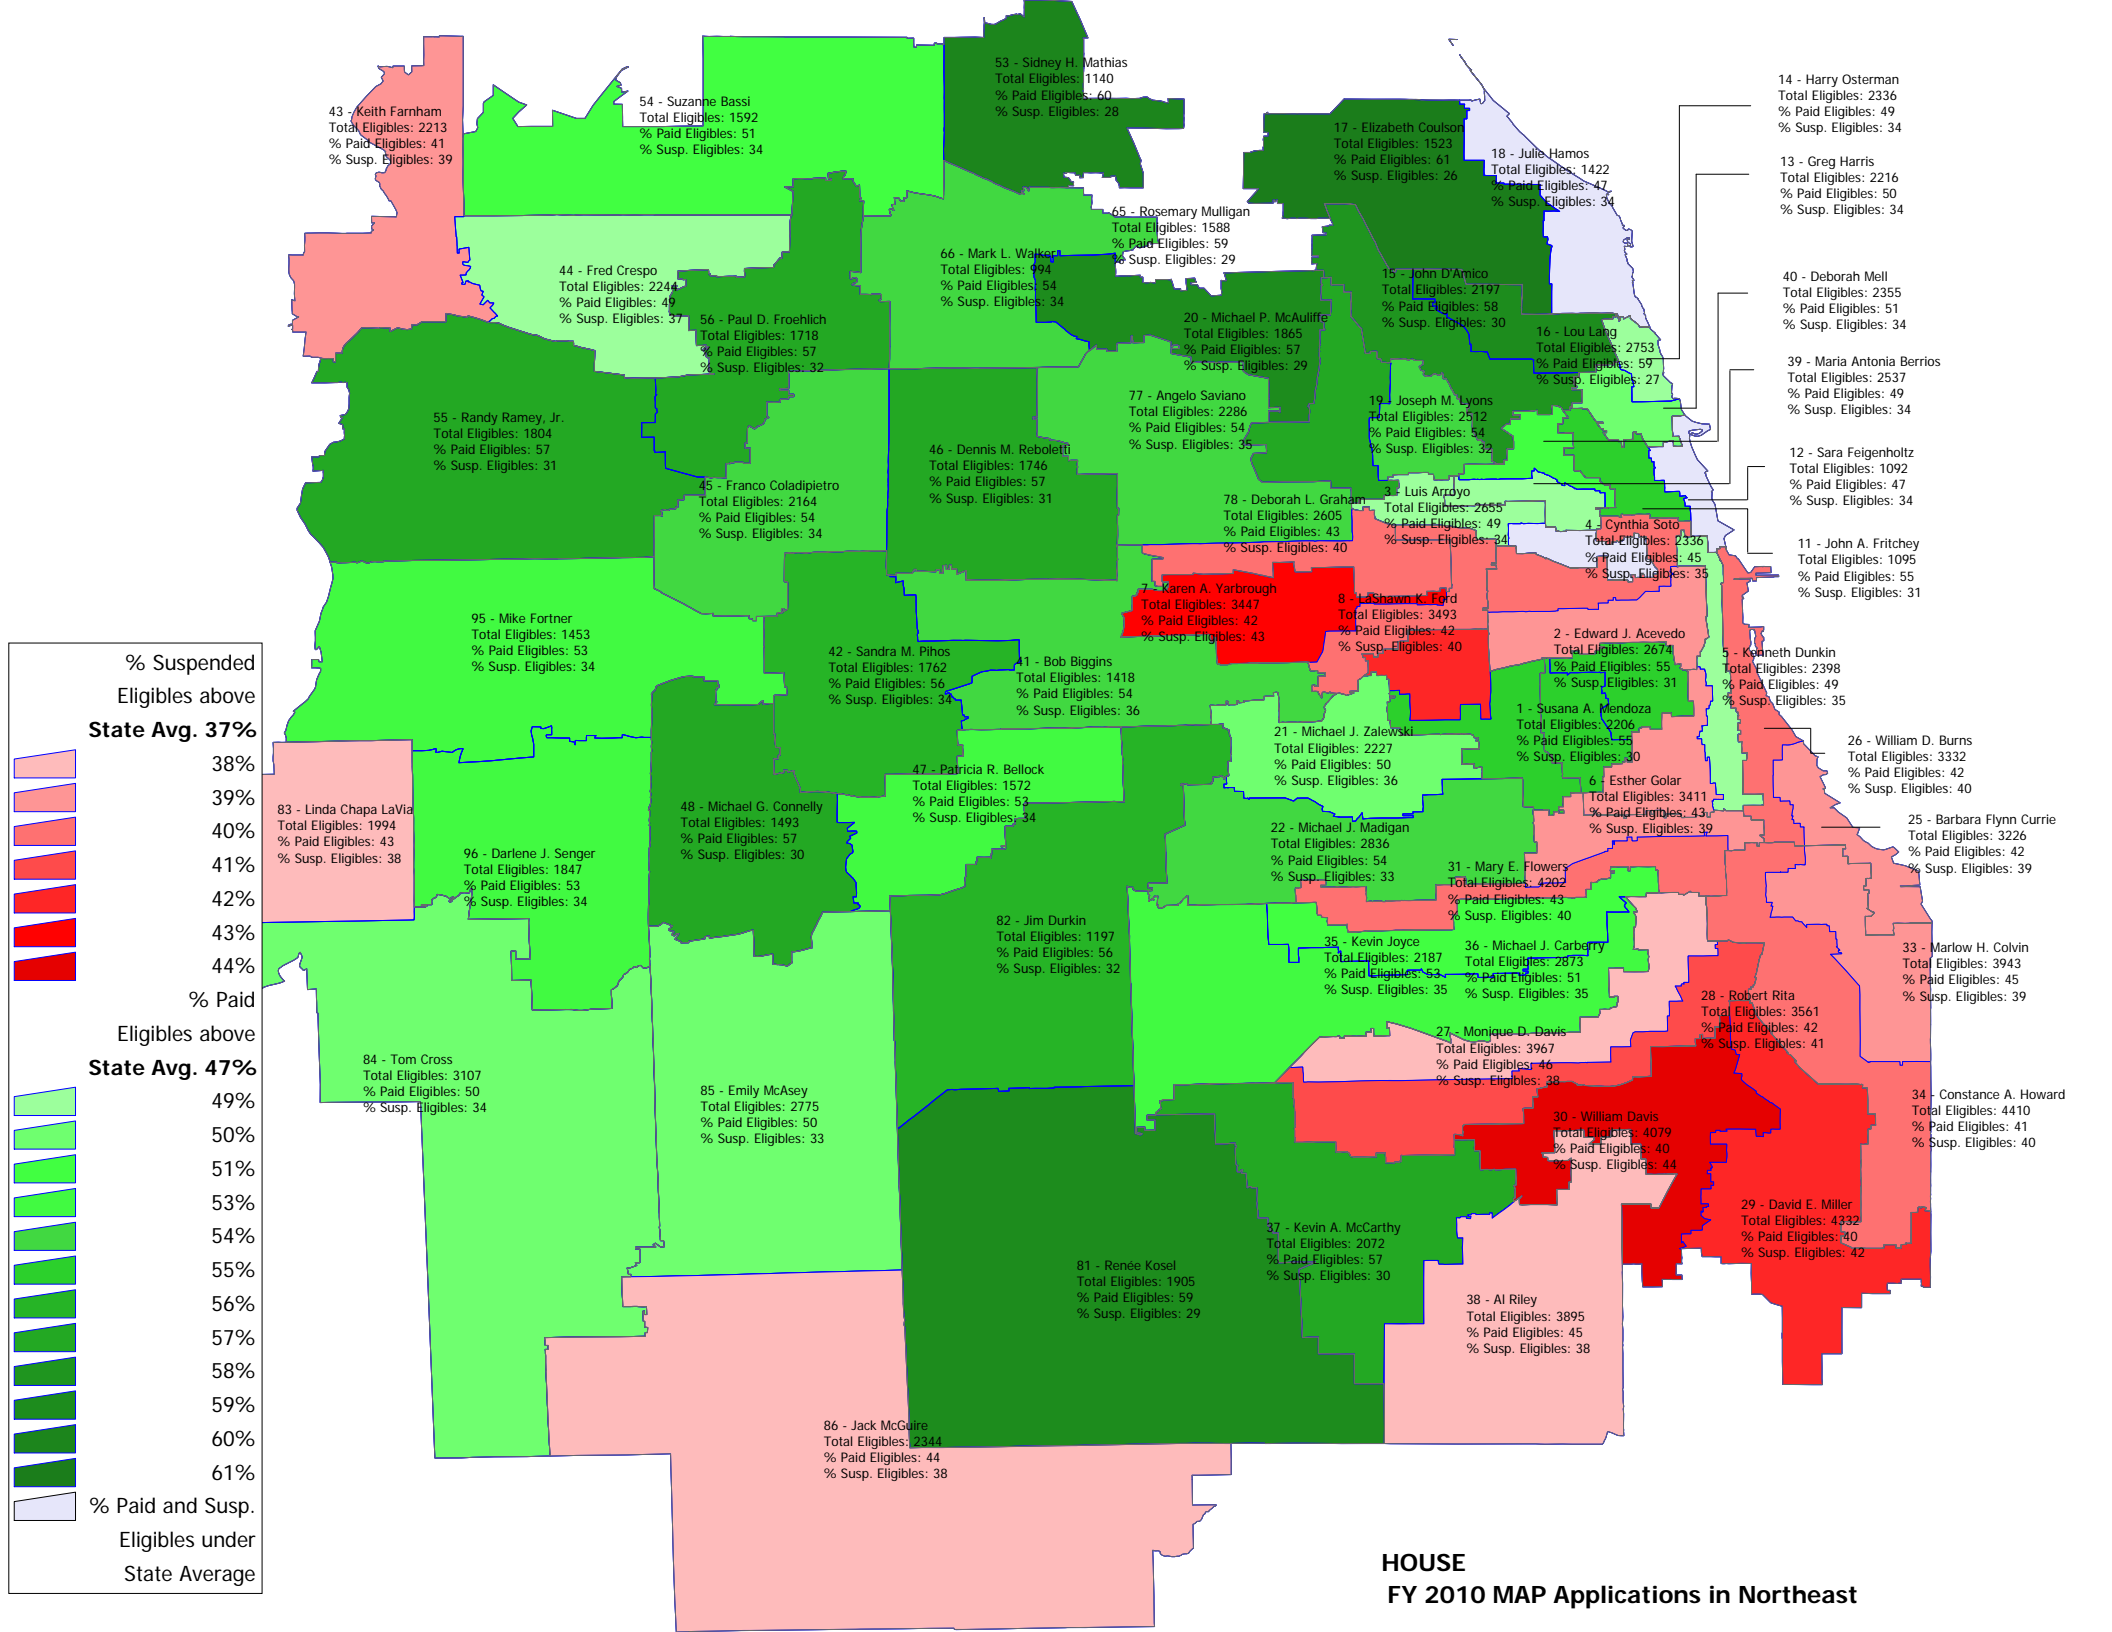 53 - Sidney H. Mathias
Total Eligibles: 1140
% Paid Eligibles: 60
% Susp. Eligibles: 28
14 - Harry Osterman
Total Eligibles: 2336
% Paid Eligibles: 49
% Susp. Eligibles: 34
43 - Keith Farnham
Total Eligibles: 2213
% Paid Eligibles: 41
% Susp. Eligibles: 39
54 - Suzanne Bassi
Total Eligibles: 1592
% Paid Eligibles: 51
% Susp. Eligibles: 34
17 - Elizabeth Coulson
Total Eligibles: 1523
% Paid Eligibles: 61
% Susp. Eligibles: 26
18 - Julie Hamos
Total Eligibles: 1422
% Paid Eligibles: 47
% Susp. Eligibles: 34
13 - Greg Harris
Total Eligibles: 2216
% Paid Eligibles: 50
% Susp. Eligibles: 34
65 - Rosemary Mulligan
Total Eligibles: 1588
% Paid Eligibles: 59
% Susp. Eligibles: 29
66 - Mark L. Walker
Total Eligibles: 994
% Paid Eligibles: 54
% Susp. Eligibles: 34
44 - Fred Crespo
Total Eligibles: 2244
% Paid Eligibles: 49
% Susp. Eligibles: 37
15 - John D'Amico
Total Eligibles: 2197
% Paid Eligibles: 58
% Susp. Eligibles: 30
40 - Deborah Mell
Total Eligibles: 2355
% Paid Eligibles: 51
% Susp. Eligibles: 34
56 - Paul D. Froehlich
Total Eligibles: 1718
% Paid Eligibles: 57
% Susp. Eligibles: 32
20 - Michael P. McAuliffe
Total Eligibles: 1865
% Paid Eligibles: 57
% Susp. Eligibles: 29
16 - Lou Lang
Total Eligibles: 2753
% Paid Eligibles: 59
% Susp. Eligibles: 27
39 - Maria Antonia Berrios
Total Eligibles: 2537
% Paid Eligibles: 49
% Susp. Eligibles: 34
55 - Randy Ramey, Jr.
Total Eligibles: 1804
% Paid Eligibles: 57
% Susp. Eligibles: 31
77 - Angelo Saviano
Total Eligibles: 2286
% Paid Eligibles: 54
% Susp. Eligibles: 35
19 - Joseph M. Lyons
Total Eligibles: 2512
% Paid Eligibles: 54
% Susp. Eligibles: 32
46 - Dennis M. Reboletti
Total Eligibles: 1746
% Paid Eligibles: 57
% Susp. Eligibles: 31
12 - Sara Feigenholtz
Total Eligibles: 1092
% Paid Eligibles: 47
% Susp. Eligibles: 34
45 - Franco Coladipietro
Total Eligibles: 2164
% Paid Eligibles: 54
% Susp. Eligibles: 34
78 - Deborah L. Graham
Total Eligibles: 2605
% Paid Eligibles: 43
% Susp. Eligibles: 40
3 - Luis Arroyo
Total Eligibles: 2655
% Paid Eligibles: 49
% Susp. Eligibles: 34
4 - Cynthia Soto
Total Eligibles: 2336
% Paid Eligibles: 45
% Susp. Eligibles: 35
11 - John A. Fritchey
Total Eligibles: 1095
% Paid Eligibles: 55
% Susp. Eligibles: 31
7 - Karen A. Yarbrough
Total Eligibles: 3447
% Paid Eligibles: 42
% Susp. Eligibles: 43
8 - LaShawn K. Ford
Total Eligibles: 3493
% Paid Eligibles: 42
% Susp. Eligibles: 40
95 - Mike Fortner
Total Eligibles: 1453
% Paid Eligibles: 53
% Susp. Eligibles: 34
42 - Sandra M. Pihos
Total Eligibles: 1762
% Paid Eligibles: 56
% Susp. Eligibles: 34
41 - Bob Biggins
Total Eligibles: 1418
% Paid Eligibles: 54
% Susp. Eligibles: 36
2 - Edward J. Acevedo
Total Eligibles: 2674
% Paid Eligibles: 55
% Susp. Eligibles: 31
5 - Kenneth Dunkin
Total Eligibles: 2398
% Paid Eligibles: 49
% Susp. Eligibles: 35
1 - Susana A. Mendoza
Total Eligibles: 2206
% Paid Eligibles: 55
% Susp. Eligibles: 30
21 - Michael J. Zalewski
Total Eligibles: 2227
% Paid Eligibles: 50
% Susp. Eligibles: 36
26 - William D. Burns
Total Eligibles: 3332
% Paid Eligibles: 42
% Susp. Eligibles: 40
47 - Patricia R. Bellock
Total Eligibles: 1572
% Paid Eligibles: 53
% Susp. Eligibles: 34
6 - Esther Golar
Total Eligibles: 3411
% Paid Eligibles: 43
% Susp. Eligibles: 39
83 - Linda Chapa LaVia
Total Eligibles: 1994
% Paid Eligibles: 43
% Susp. Eligibles: 38
48 - Michael G. Connelly
Total Eligibles: 1493
% Paid Eligibles: 57
% Susp. Eligibles: 30
22 - Michael J. Madigan
Total Eligibles: 2836
% Paid Eligibles: 54
% Susp. Eligibles: 33
25 - Barbara Flynn Currie
Total Eligibles: 3226
% Paid Eligibles: 42
% Susp. Eligibles: 39
96 - Darlene J. Senger
Total Eligibles: 1847
% Paid Eligibles: 53
% Susp. Eligibles: 34
31 - Mary E. Flowers
Total Eligibles: 4202
% Paid Eligibles: 43
% Susp. Eligibles: 40
82 - Jim Durkin
Total Eligibles: 1197
% Paid Eligibles: 56
% Susp. Eligibles: 32
35 - Kevin Joyce
Total Eligibles: 2187
% Paid Eligibles: 53
% Susp. Eligibles: 35
36 - Michael J. Carberry
Total Eligibles: 2873
% Paid Eligibles: 51
% Susp. Eligibles: 35
33 - Marlow H. Colvin
Total Eligibles: 3943
% Paid Eligibles: 45
% Susp. Eligibles: 39
28 - Robert Rita
Total Eligibles: 3561
% Paid Eligibles: 42
% Susp. Eligibles: 41
27 - Monique D. Davis
Total Eligibles: 3967
% Paid Eligibles: 46
% Susp. Eligibles: 38
84 - Tom Cross
Total Eligibles: 3107
% Paid Eligibles: 50
% Susp. Eligibles: 34
85 - Emily McAsey
Total Eligibles: 2775
% Paid Eligibles: 50
% Susp. Eligibles: 33
34 - Constance A. Howard
Total Eligibles: 4410
% Paid Eligibles: 41
% Susp. Eligibles: 40
30 - William Davis
Total Eligibles: 4079
% Paid Eligibles: 40
% Susp. Eligibles: 44
29 - David E. Miller
Total Eligibles: 4332
% Paid Eligibles: 40
% Susp. Eligibles: 42
37 - Kevin A. McCarthy
Total Eligibles: 2072
% Paid Eligibles: 57
% Susp. Eligibles: 30
81 - Renée Kosel
Total Eligibles: 1905
% Paid Eligibles: 59
% Susp. Eligibles: 29
38 - Al Riley
Total Eligibles: 3895
% Paid Eligibles: 45
% Susp. Eligibles: 38
86 - Jack McGuire
Total Eligibles: 2344
% Paid Eligibles: 44
% Susp. Eligibles: 38
% Suspended
Eligibles above
State Avg. 37%
38%
39%
40%
41%
42%
43%
44%
% Paid
Eligibles above
State Avg. 47%
49%
50%
51%
53%
54%
55%
56%
57%
58%
59%
60%
61%
% Paid and Susp.
Eligibles under
State Average
HOUSE
FY 2010 MAP Applications in Northeast